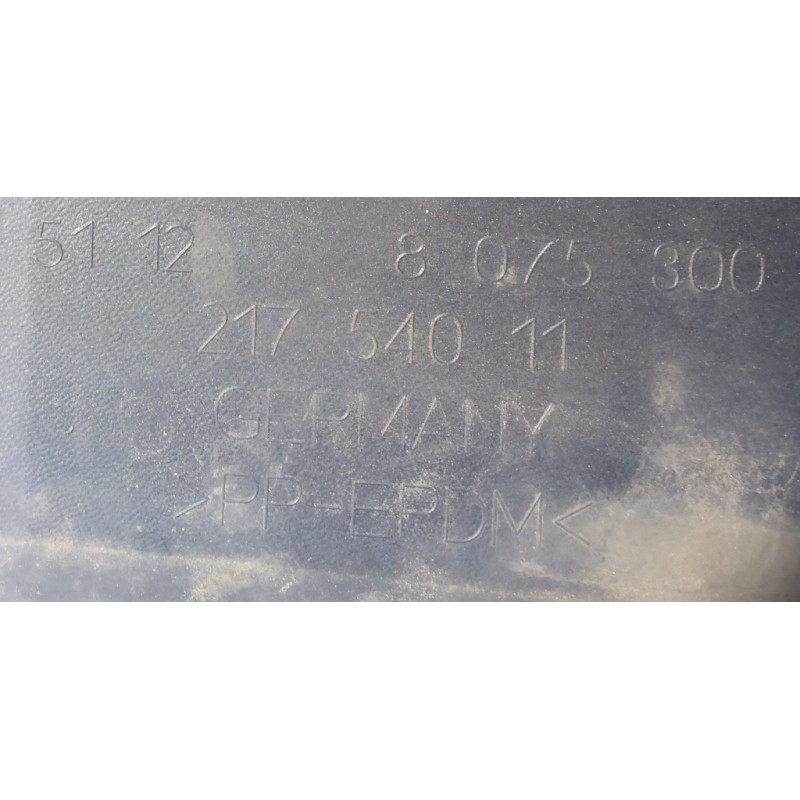 51 12 8 075 300
217 540 11
GERMANY
>PP-EPDM<